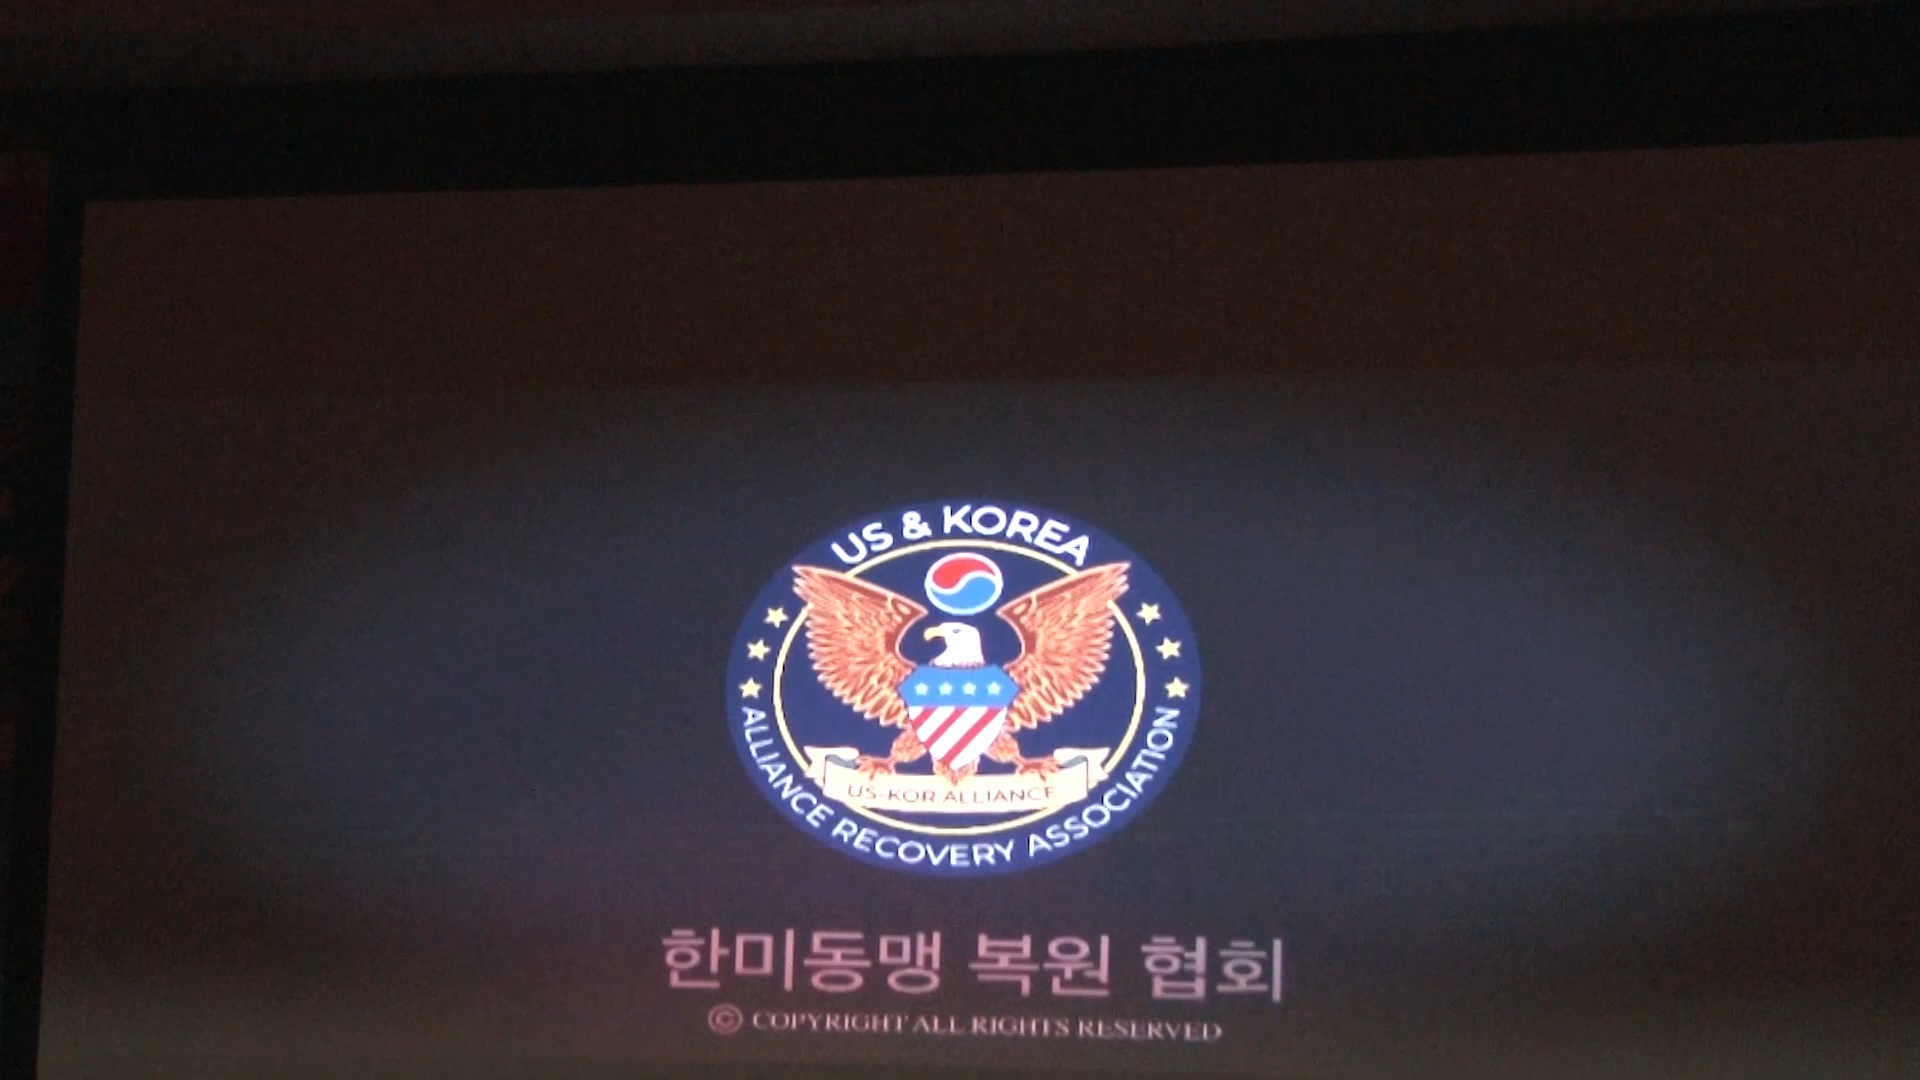 US & KOREA
US-KOR ALLIANCE
ALLIANCE RECOVERY ASSOCIATION
한미동맹 복원 협회
© COPYRIGHT ALL RIGHTS RESERVED